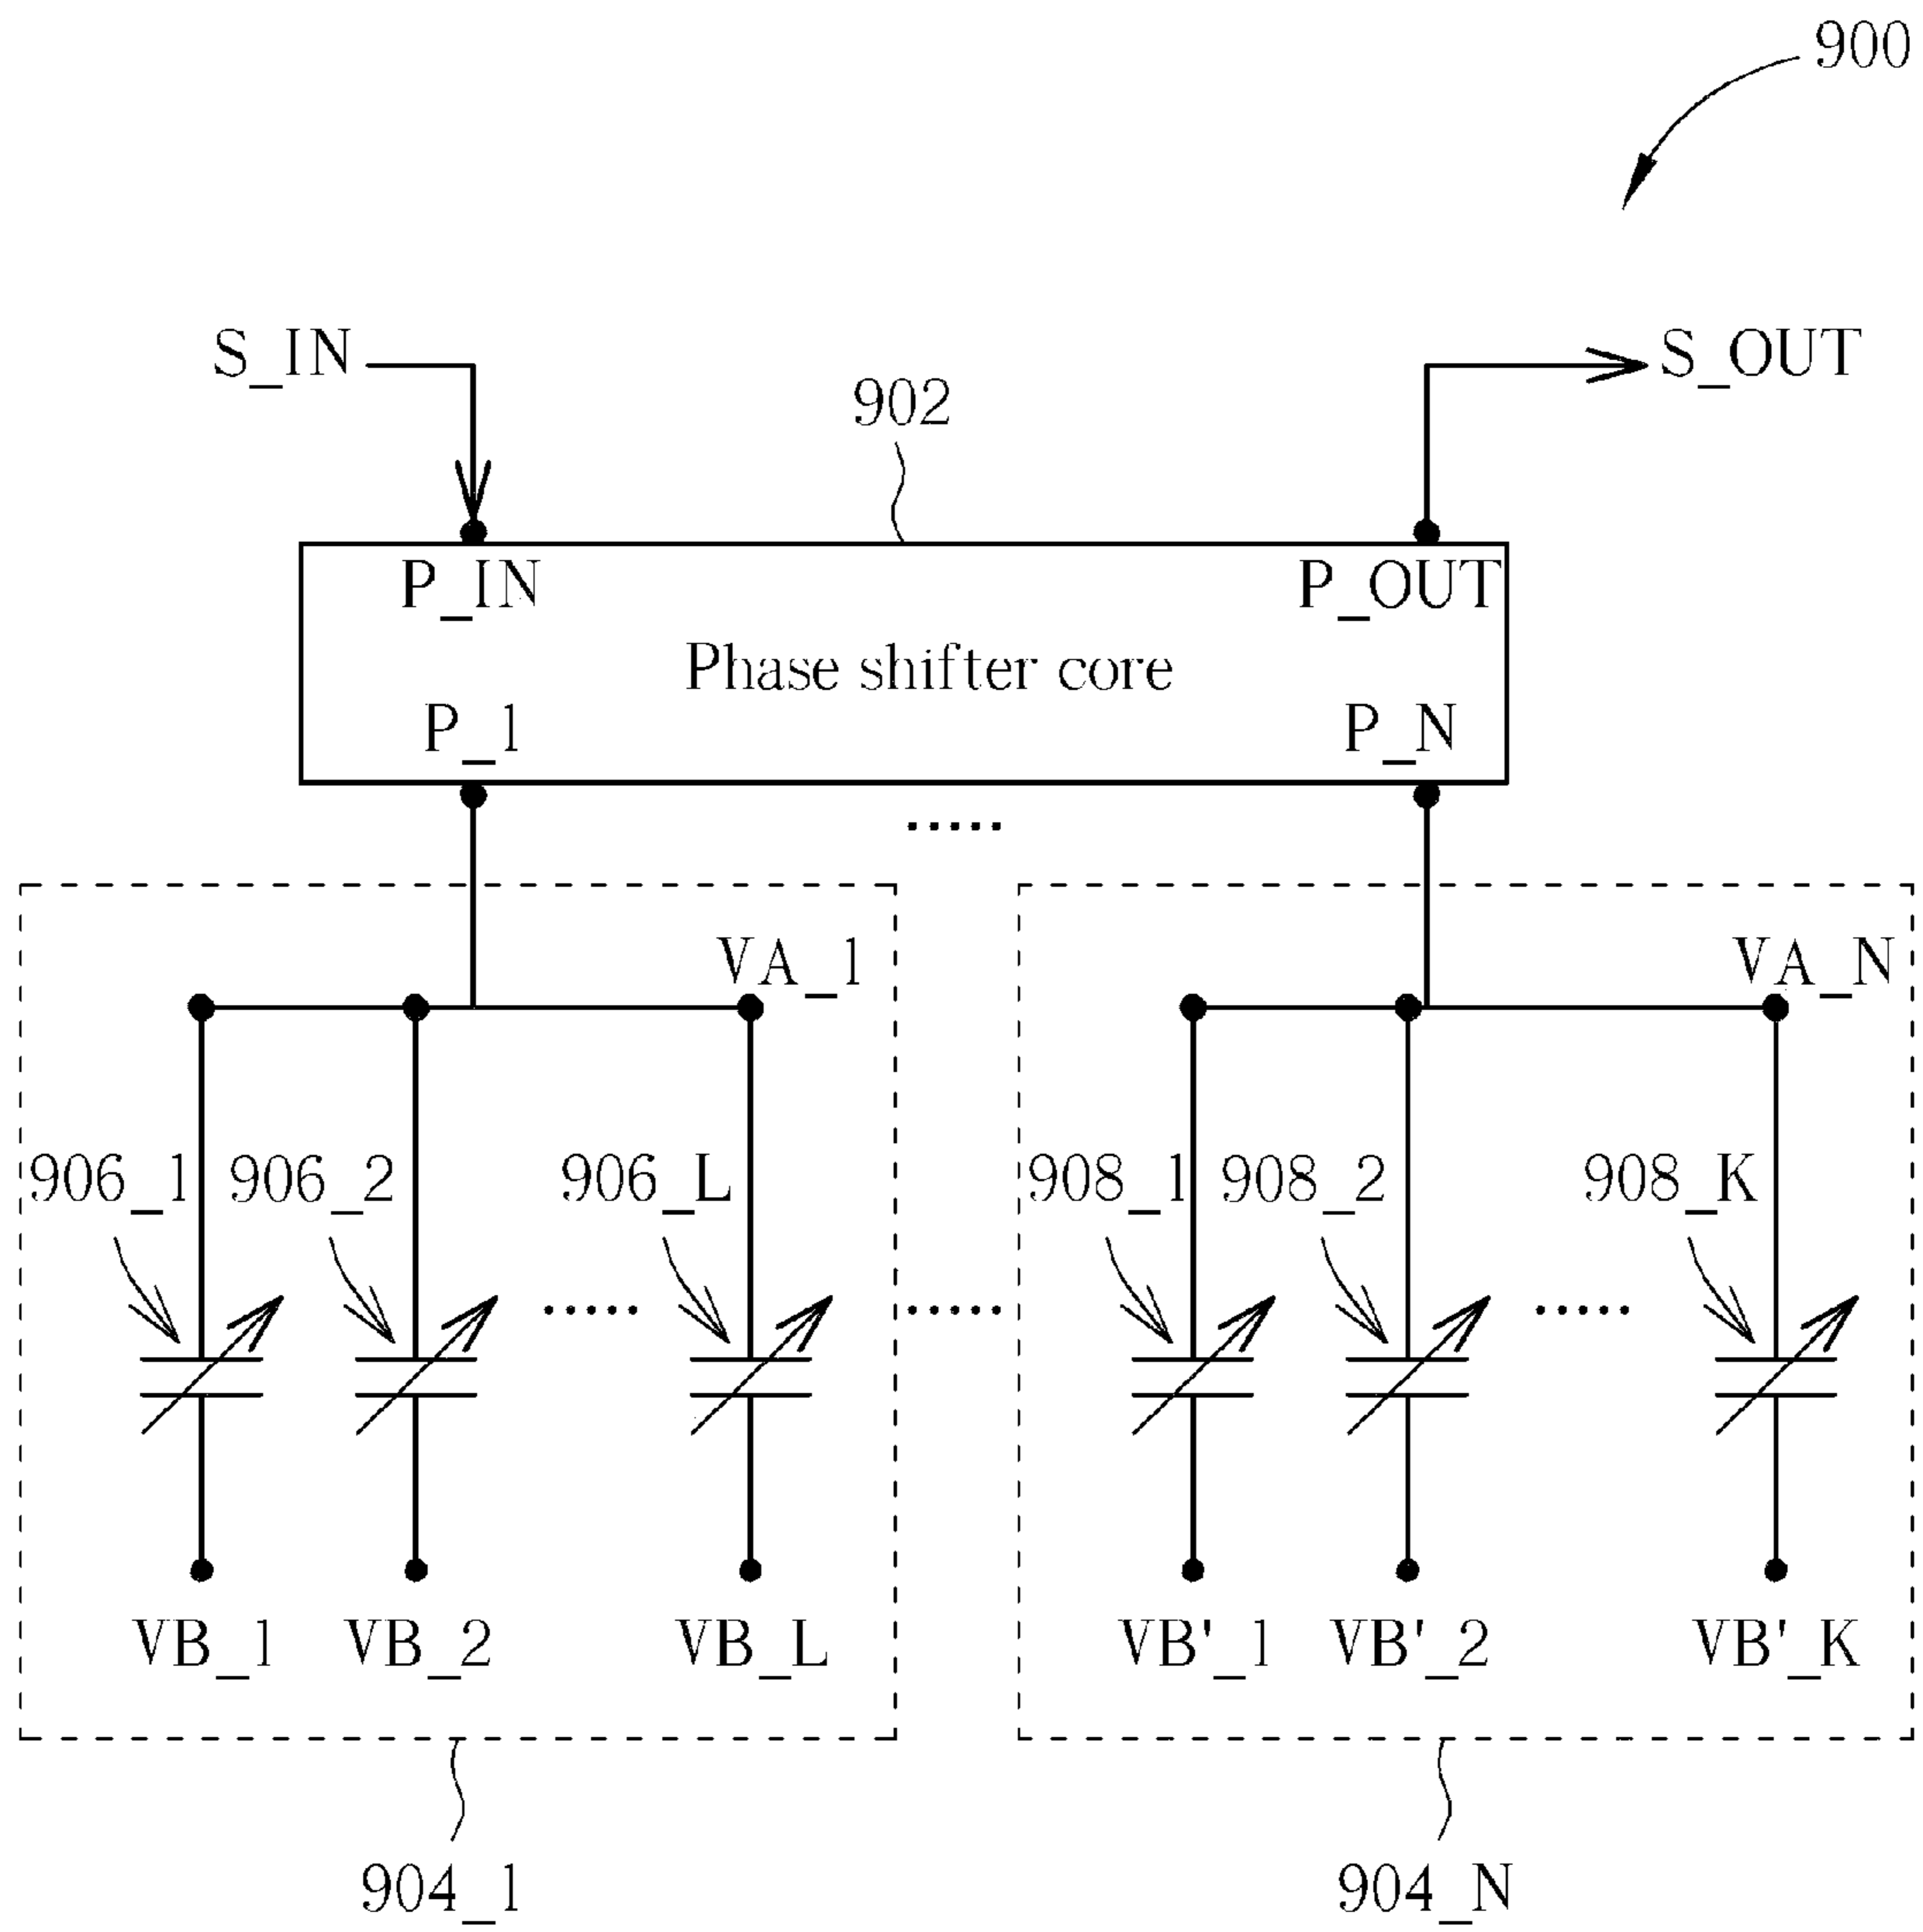 900
S_IN
S_OUT
902
P_IN
P_OUT
Phase shifter core
P_1
P_N
VA_1
VA_N
906_1
906_2
906_L
908_1
908_2
908_K
VB_1
VB_2
VB_L
VB'_1
VB'_2
VB'_K
904_1
904_N